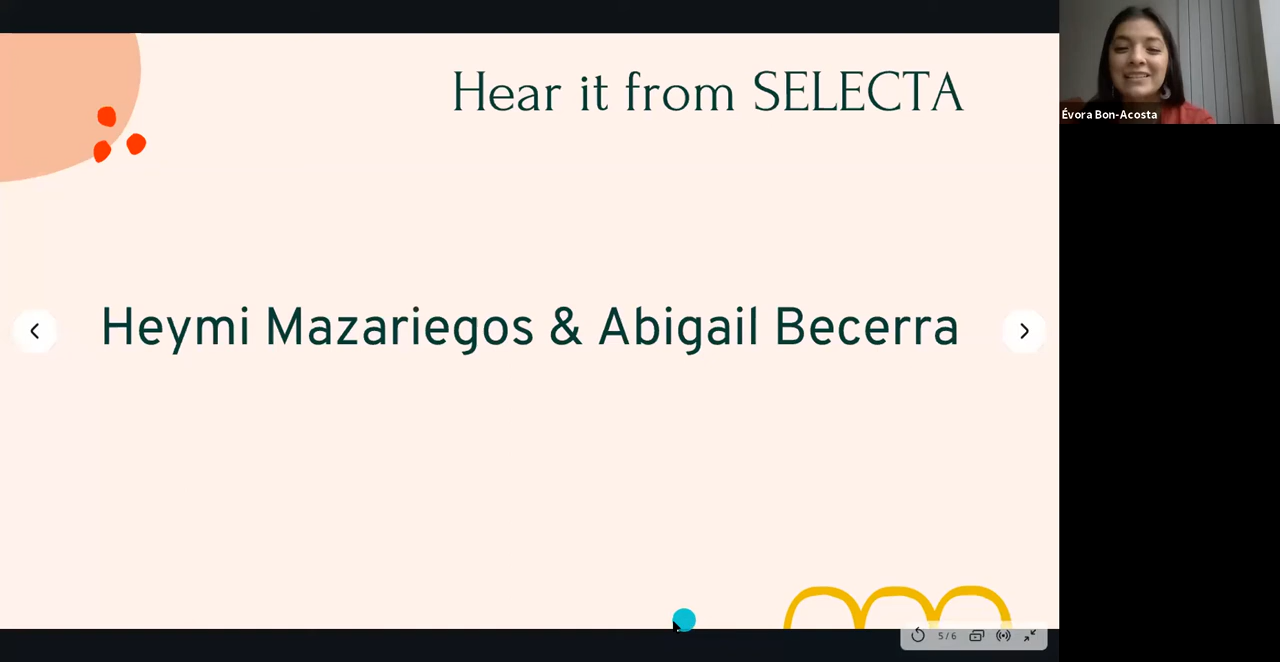 Hear it from SELECTA
Évora Bon-Acosta
Heymi Mazariegos & Abigail Becerra
5/6